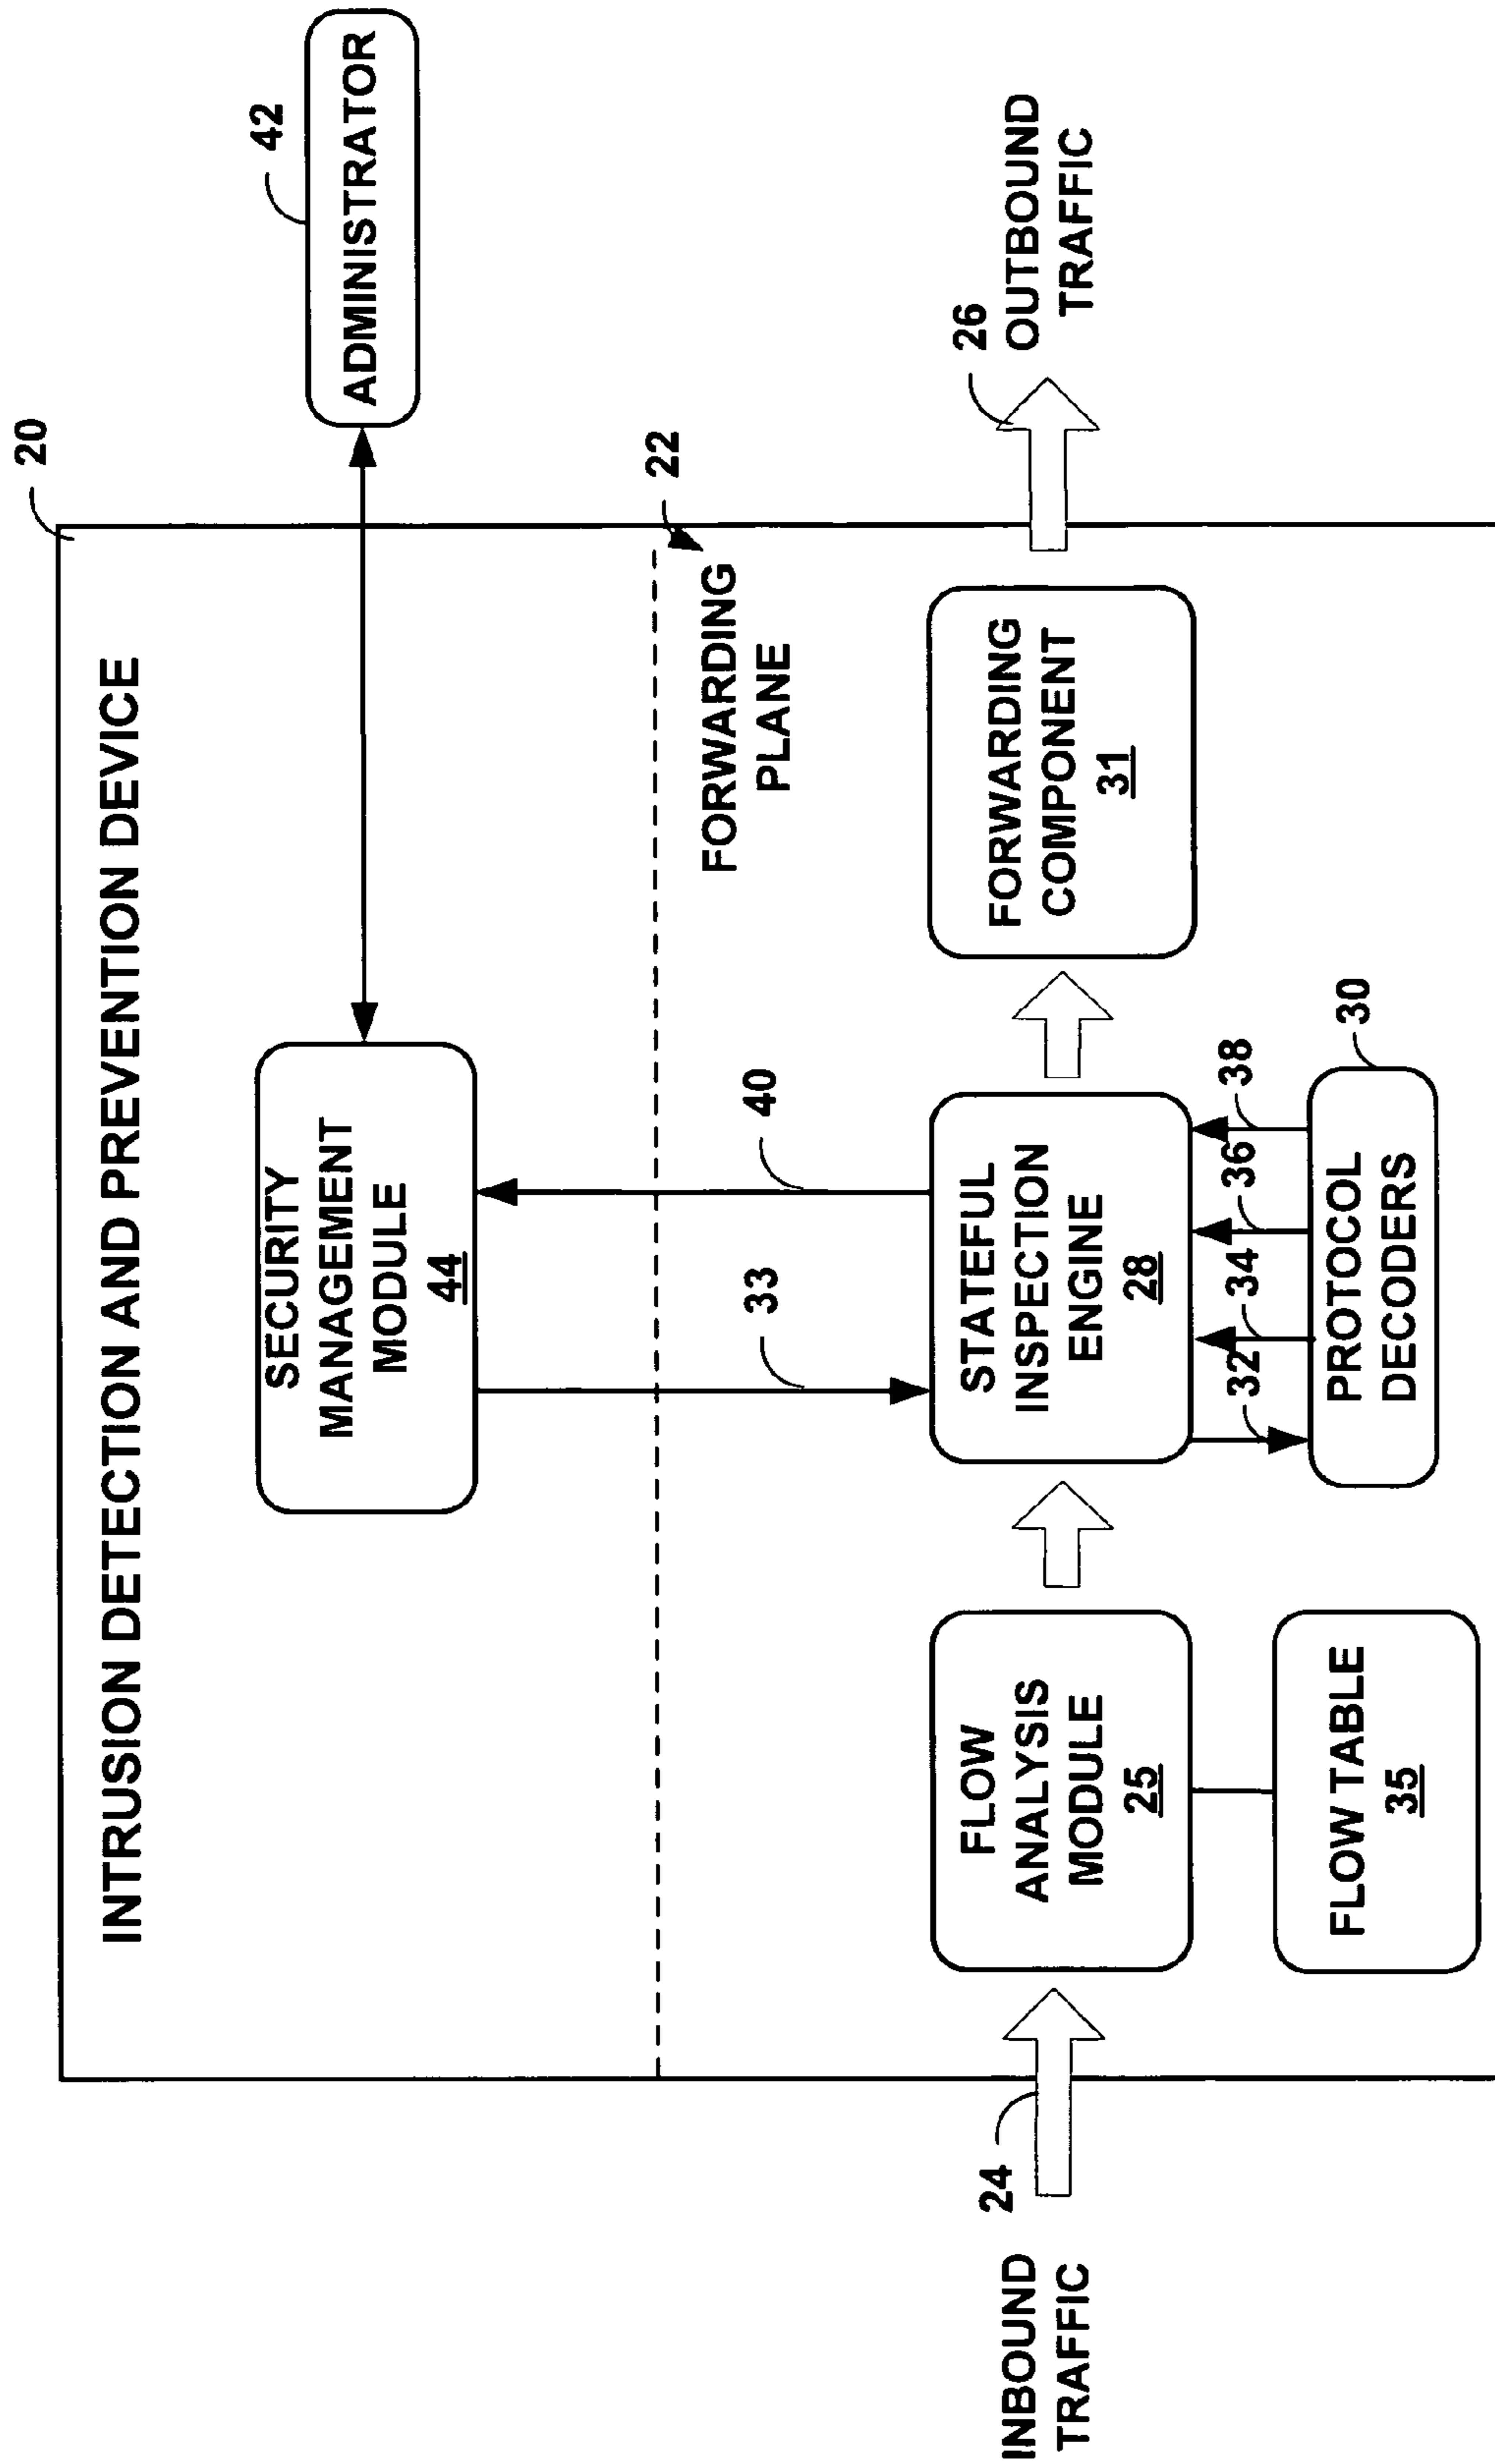 20
INTRUSION DETECTION AND PREVENTION DEVICE
42
ADMINISTRATOR
SECURITY
MANAGEMENT
MODULE
44
22
FORWARDING
PLANE
33
40
INBOUND
TRAFFIC
24
FLOW
ANALYSIS
MODULE
25
STATEFUL
INSPECTION
ENGINE
28
FORWARDING
COMPONENT
31
26
OUTBOUND
TRAFFIC
32
34
36
38
30
FLOW TABLE
35
PROTOCOL
DECODERS